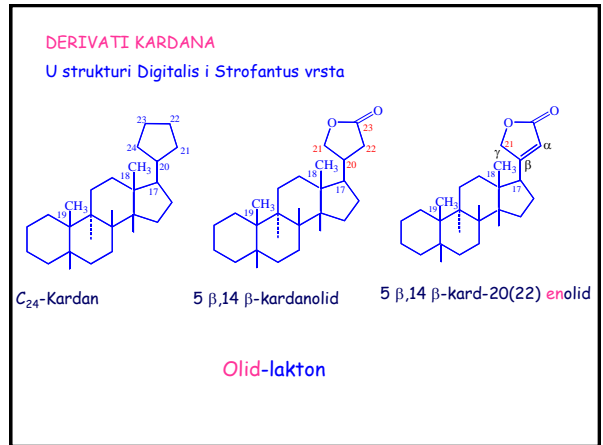 DERIVATI KARDANA
U strukturi Digitalis i Strofantus vrsta
23 22
24 21
20
CH3
18
17
CH3
19
O O
23
21 22
20
CH3
18
17
CH3
19
O O
21
γ α
β
CH3
18
17
CH3
19
C24-Kardan
5 β,14 β-kardanolid
5 β,14 β-kard-20(22) enolid
Olid-lakton